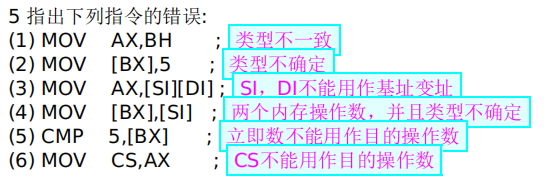 5 指出下列指令的错误:
(1) MOV AX,BH ; 类型不一致
(2) MOV [BX],5 ; 类型不确定
(3) MOV AX,[SI][DI] ; SI，DI不能用作基址变址
(4) MOV [BX],[SI] ; 两个内存操作数，并且类型不确定
(5) CMP 5,[BX] ; 立即数不能用作目的操作数
(6) MOV CS,AX ; CS不能用作目的操作数